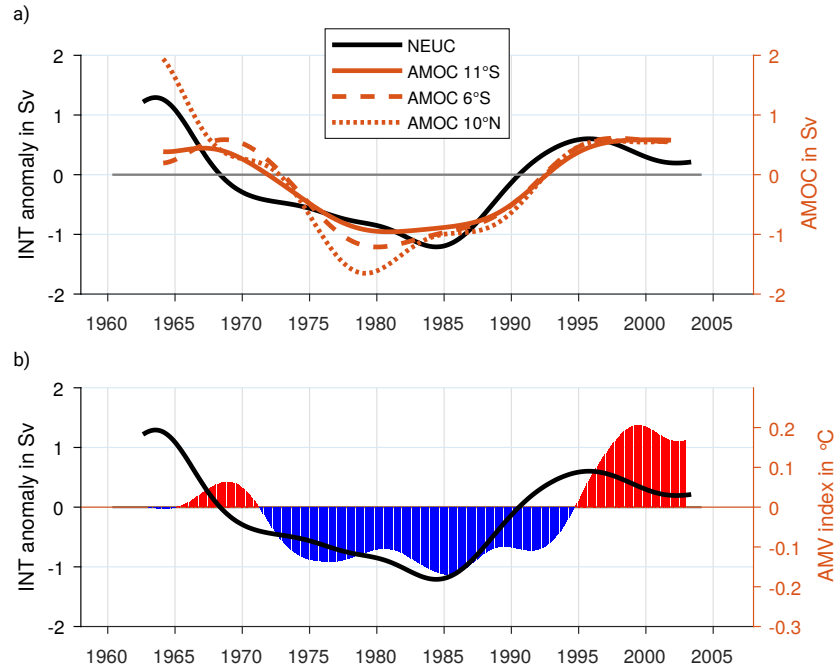 a)
NEUC
AMOC 11°S
AMOC 6°S
AMOC 10°N
INT anomaly in Sv
2
1
0
-1
-2
AMOC in Sv
2
1
0
-1
-2
1960 1965 1970 1975 1980 1985 1990 1995 2000 2005
b)
INT anomaly in Sv
2
1
0
-1
-2
AMV index in °C
0.2
0.1
0
-0.1
-0.2
-0.3
1960 1965 1970 1975 1980 1985 1990 1995 2000 2005